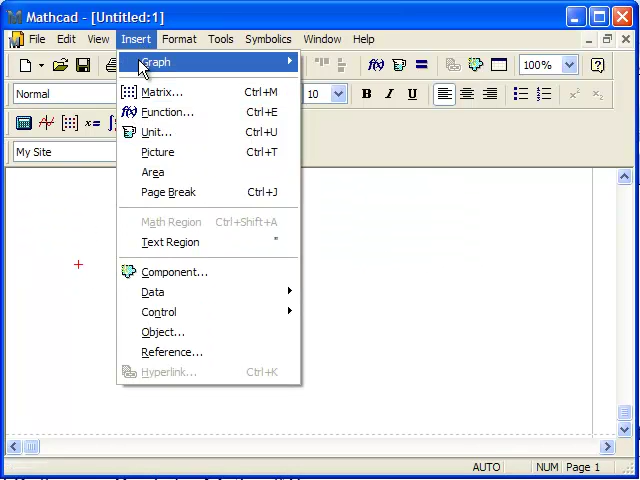 Mathcad - [Untitled:1]
File Edit View Insert Format Tools Symbolics Window Help
Graph
100%
Normal
10 B I U
Matrix... Ctrl+M
Function... Ctrl+E
Unit... Ctrl+U
My Site
Picture Ctrl+T
Area
Page Break Ctrl+J
Math Region Ctrl+Shift+A
Text Region "
Component...
Data
Control
Object...
Reference...
Hyperlink... Ctrl+K
AUTO NUM Page 1